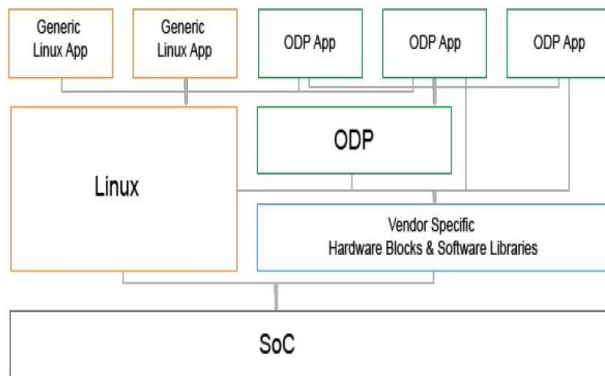 Generic
Linux App
Generic
Linux App
ODP App
ODP App
ODP App
Linux
ODP
Vendor Specific
Hardware Blocks & Software Libraries
SoC